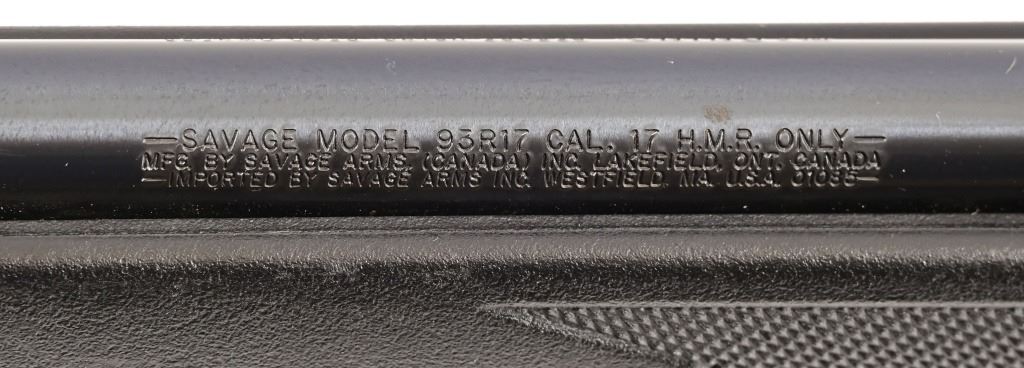 —SAVAGE MODEL 93R17 CAL. 17 H.M.R. ONLY—
MFG. BY SAVAGE ARMS (CANADA) INC. LAKEFIELD, ONT. CANADA
—IMPORTED BY SAVAGE ARMS INC. WESTFIELD, MA. U.S.A. 01085—